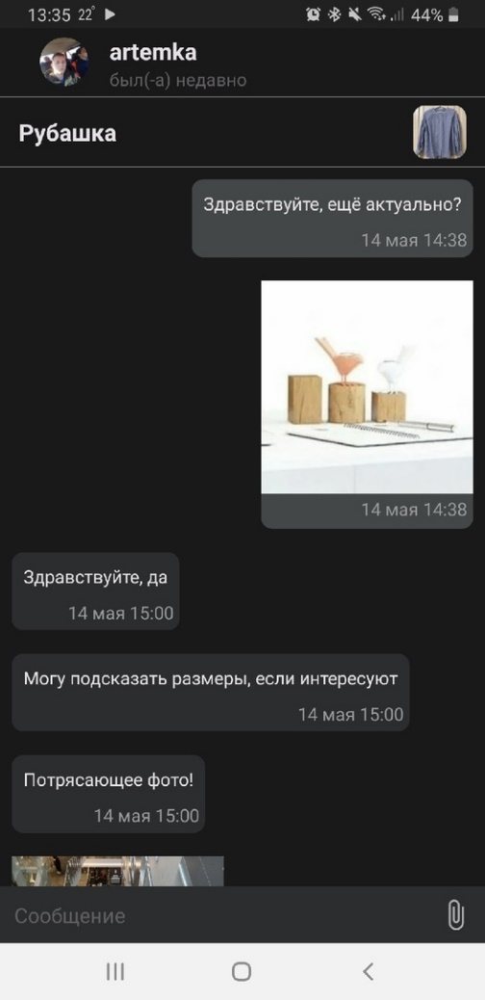 13:35 22° 44%
artemka
был(-а) недавно
Рубашка
Здравствуйте, ещё актуально?
14 мая 14:38
14 мая 14:38
Здравствуйте, да
14 мая 15:00
Могу подсказать размеры, если интересуют
14 мая 15:00
Потрясающее фото!
14 мая 15:00
Сообщение